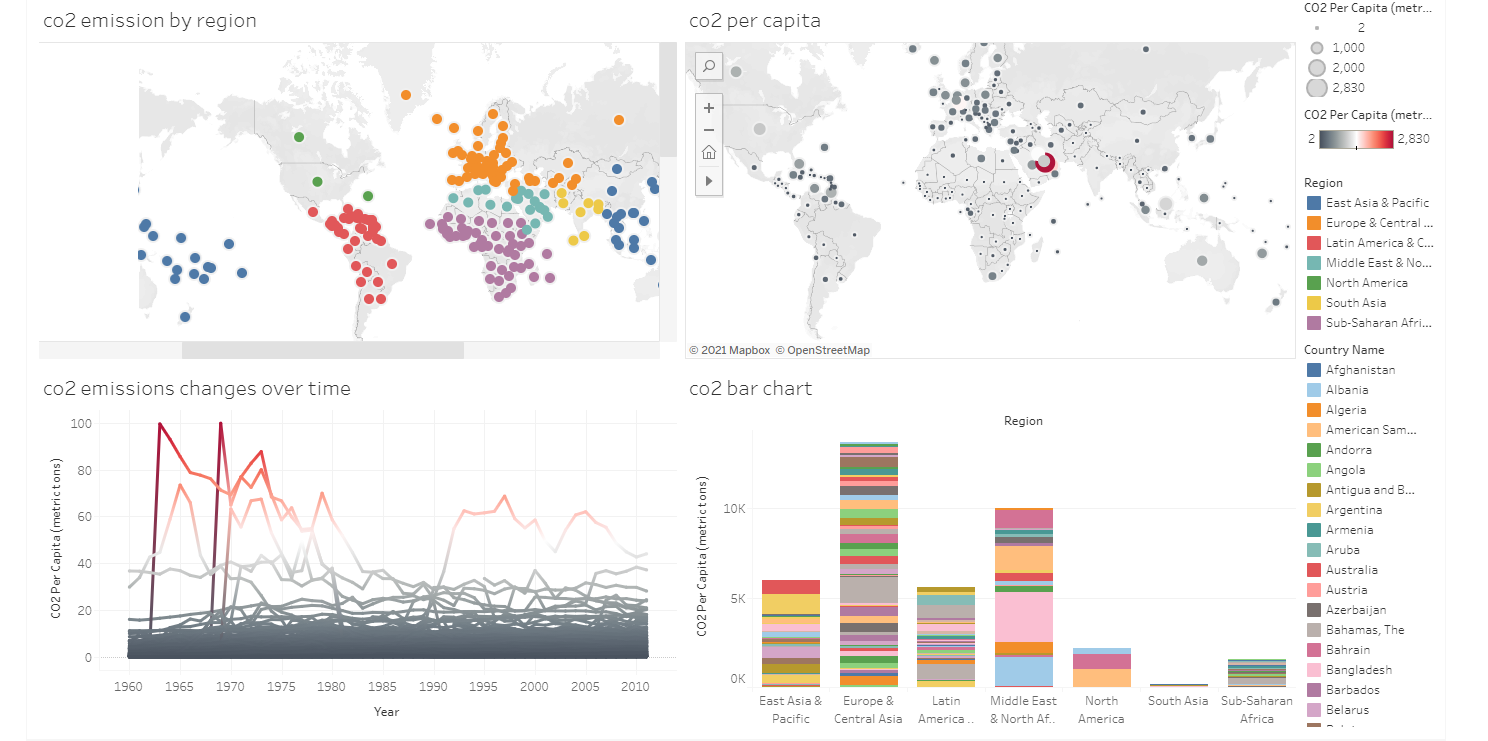 co2 emission by region
co2 per capita
© 2021 Mapbox © OpenStreetMap
CO2 Per Capita (metr...
2
1,000
2,000
2,830
CO2 Per Capita (metr...
2 2,830
Region
East Asia & Pacific
Europe & Central ...
Latin America & C...
Middle East & No...
North America
South Asia
Sub-Saharan Afri...
Country Name
Afghanistan
Albania
Algeria
American Sam...
Andorra
Angola
Antigua and B...
Argentina
Armenia
Aruba
Australia
Austria
Azerbaijan
Bahamas, The
Bahrain
Bangladesh
Barbados
Belarus
co2 emissions changes over time
CO2 Per Capita (metric tons)
100
80
60
40
20
0
1960 1965 1970 1975 1980 1985 1990 1995 2000 2005 2010
Year
co2 bar chart
Region
CO2 Per Capita (metric tons)
10K
5K
0K
East Asia &
Pacific
Europe &
Central Asia
Latin
America ..
Middle East
& North Af..
North
America
South Asia
Sub-Saharan
Africa